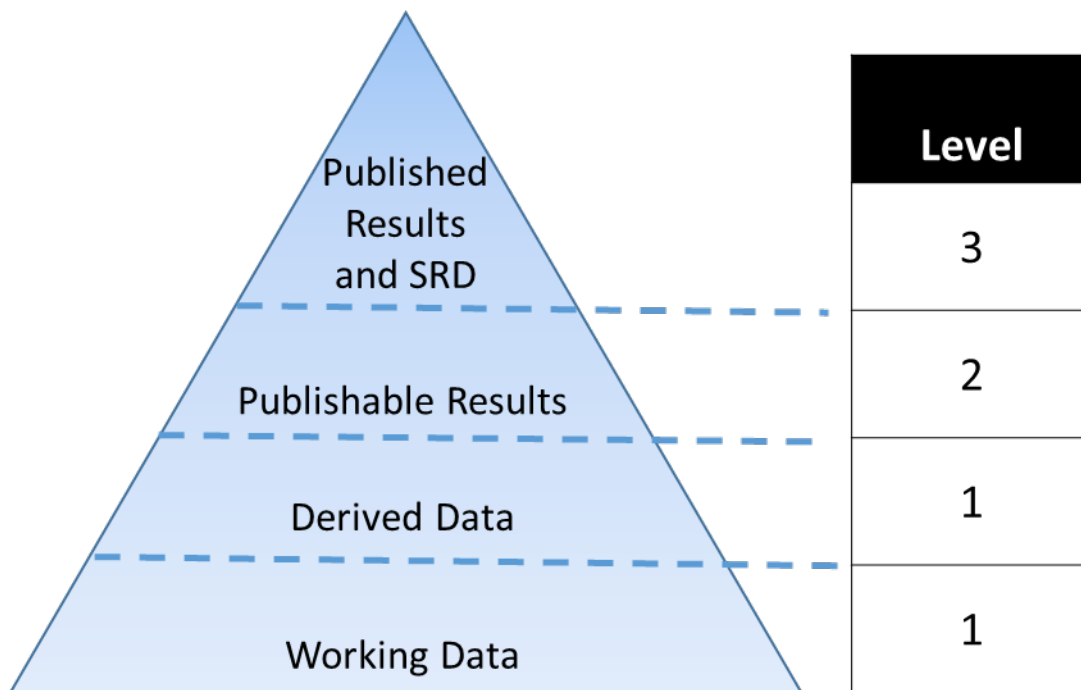 Published
Results
and SRD
Publishable Results
Derived Data
Working Data
Level
3
2
1
1